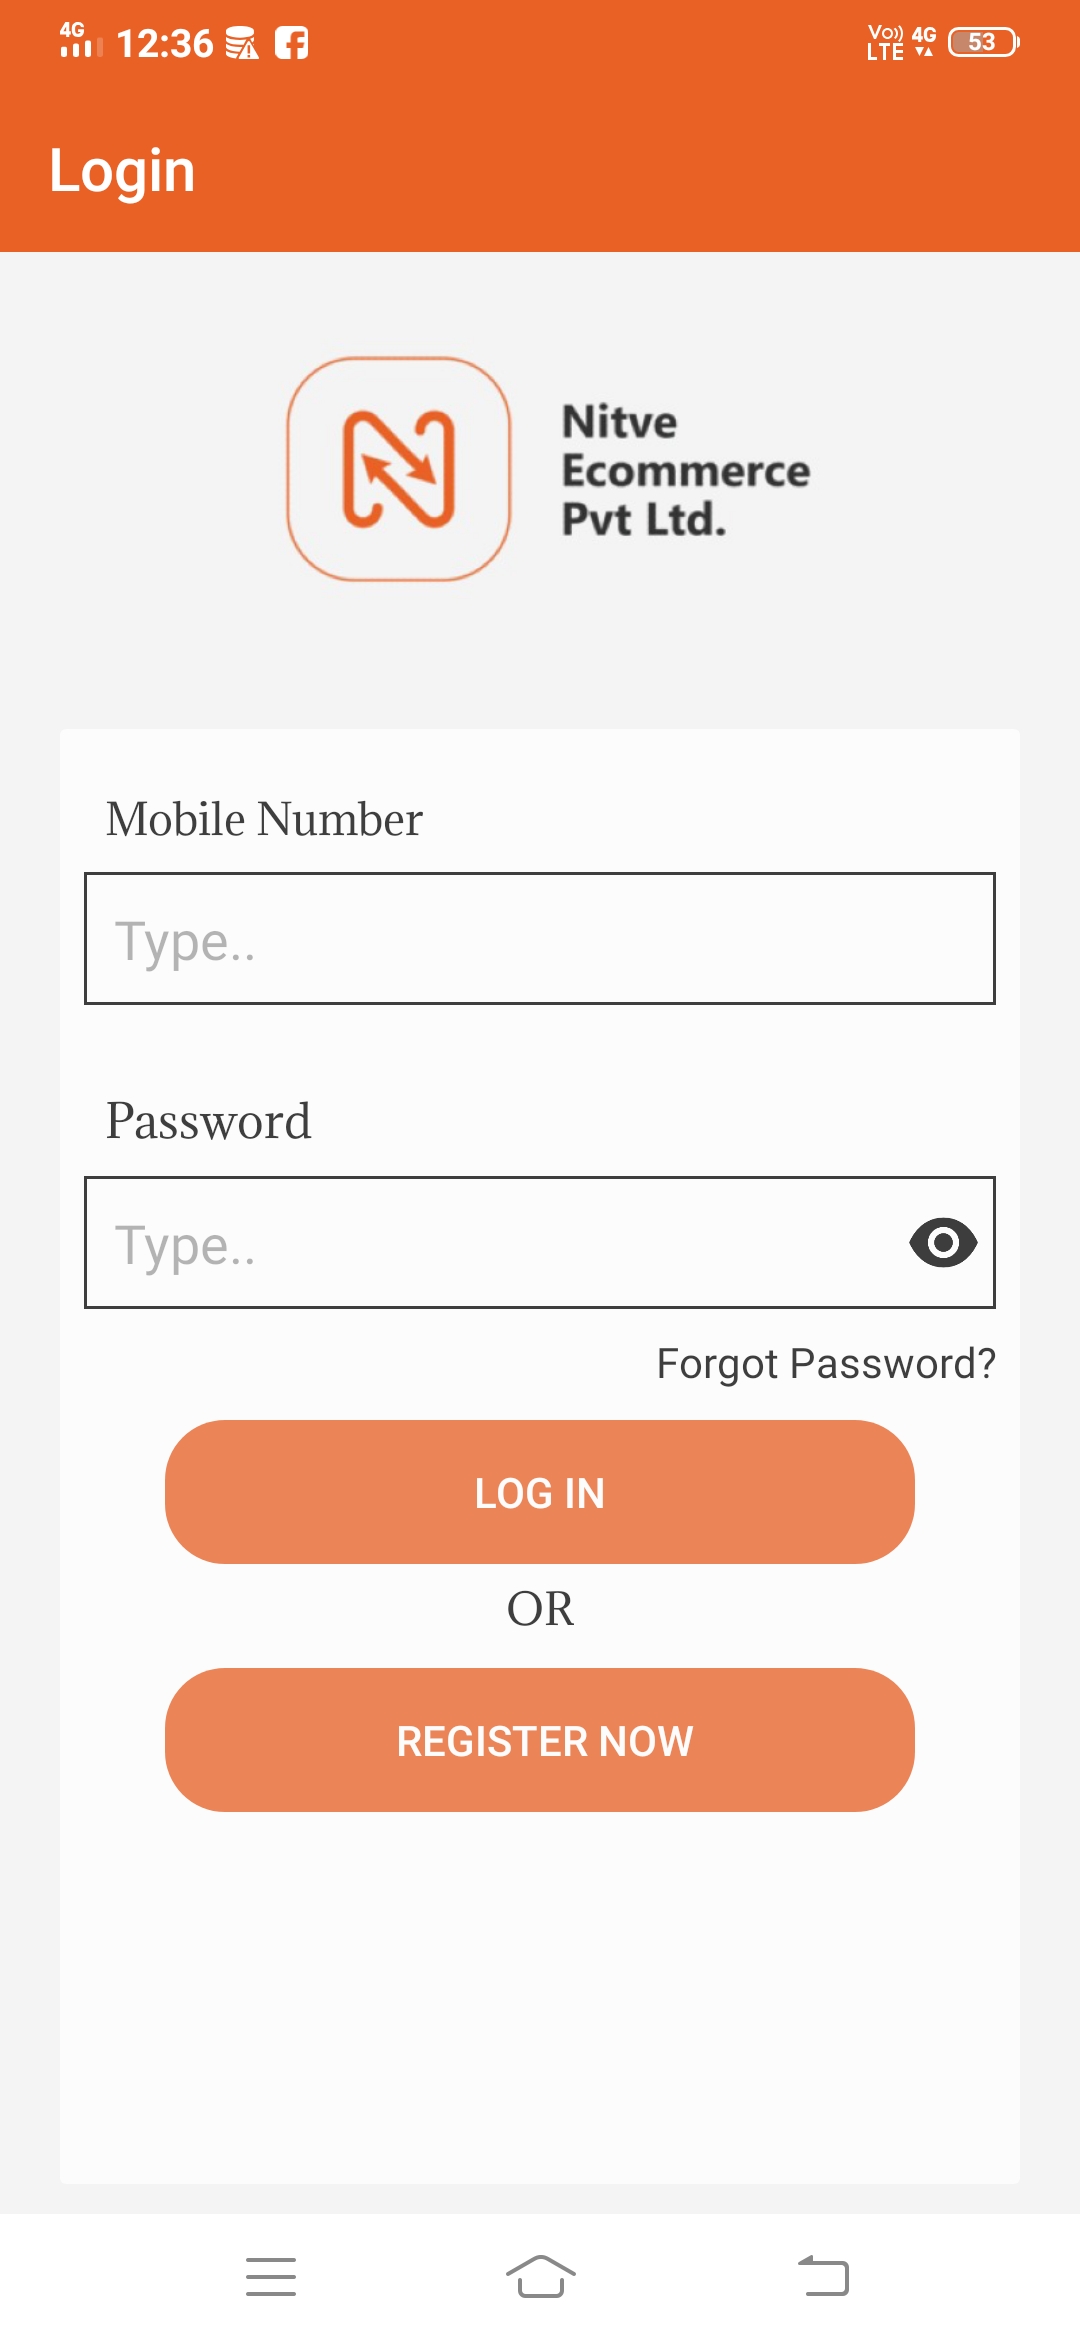 4G 12:36 Vo)) LTE 4G 53
Login
Nitve
Ecommerce
Pvt Ltd.
Mobile Number
Type..
Password
Type..
Forgot Password?
LOG IN
OR
REGISTER NOW